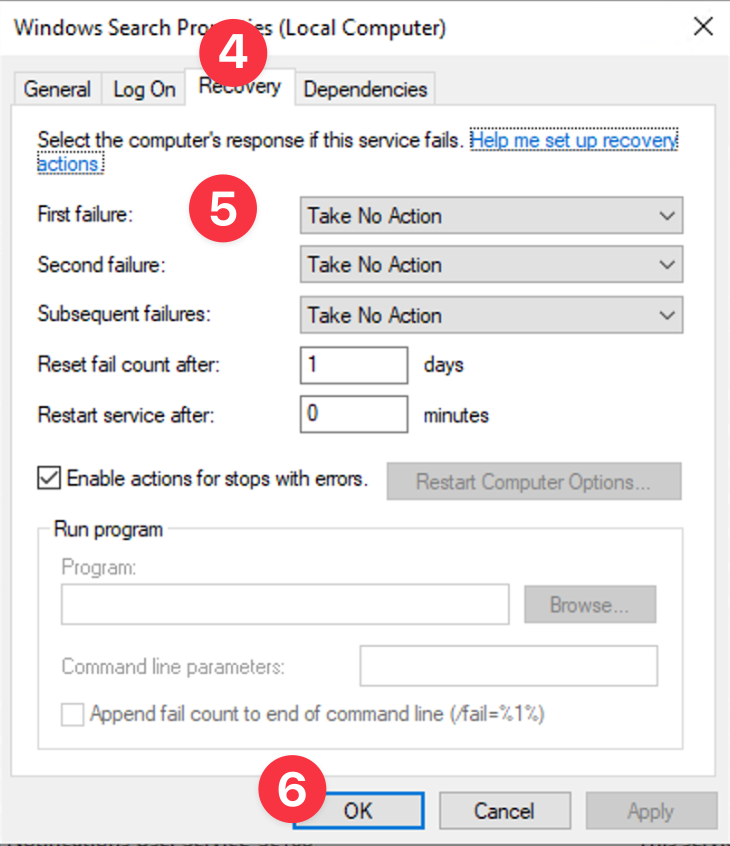 Windows Search Pro    ies (Local Computer)
4
General Log On Recovery Dependencies
Select the computer's response if this service fails. Help me set up recovery
actions.
5
First failure: Take No Action
Second failure: Take No Action
Subsequent failures: Take No Action
Reset fail count after: 1 days
Restart service after: 0 minutes
Enable actions for stops with errors. Restart Computer Options...
Run program
Program:
Browse...
Command line parameters:
Append fail count to end of command line (/fail=%1%)
6
OK Cancel Apply